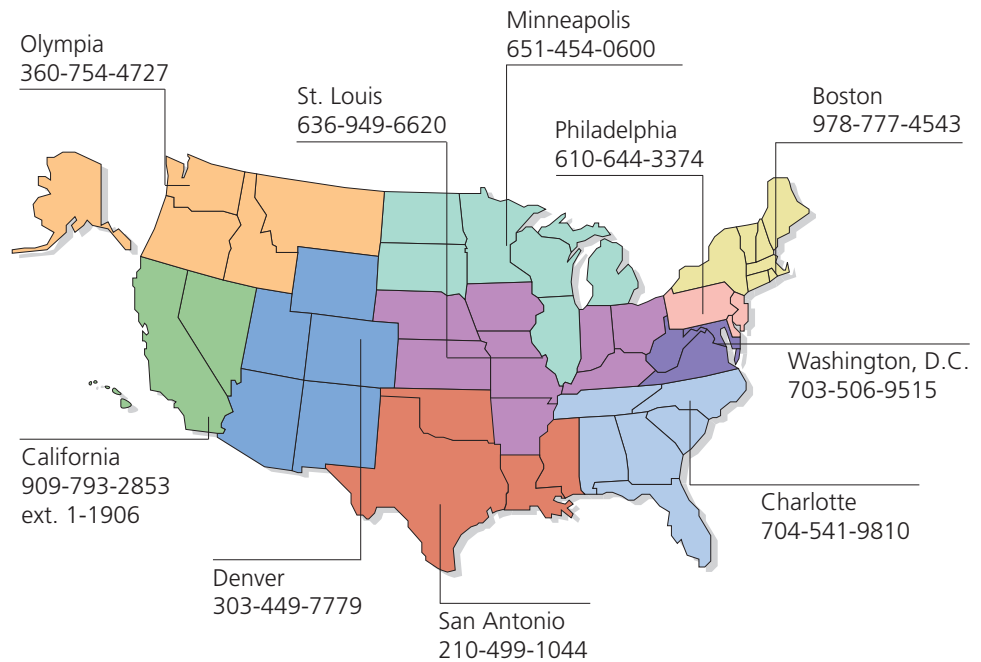 Minneapolis
651-454-0600
Olympia
360-754-4727
St. Louis
636-949-6620
Boston
978-777-4543
Philadelphia
610-644-3374
Washington, D.C.
703-506-9515
California
909-793-2853
ext. 1-1906
Charlotte
704-541-9810
Denver
303-449-7779
San Antonio
210-499-1044